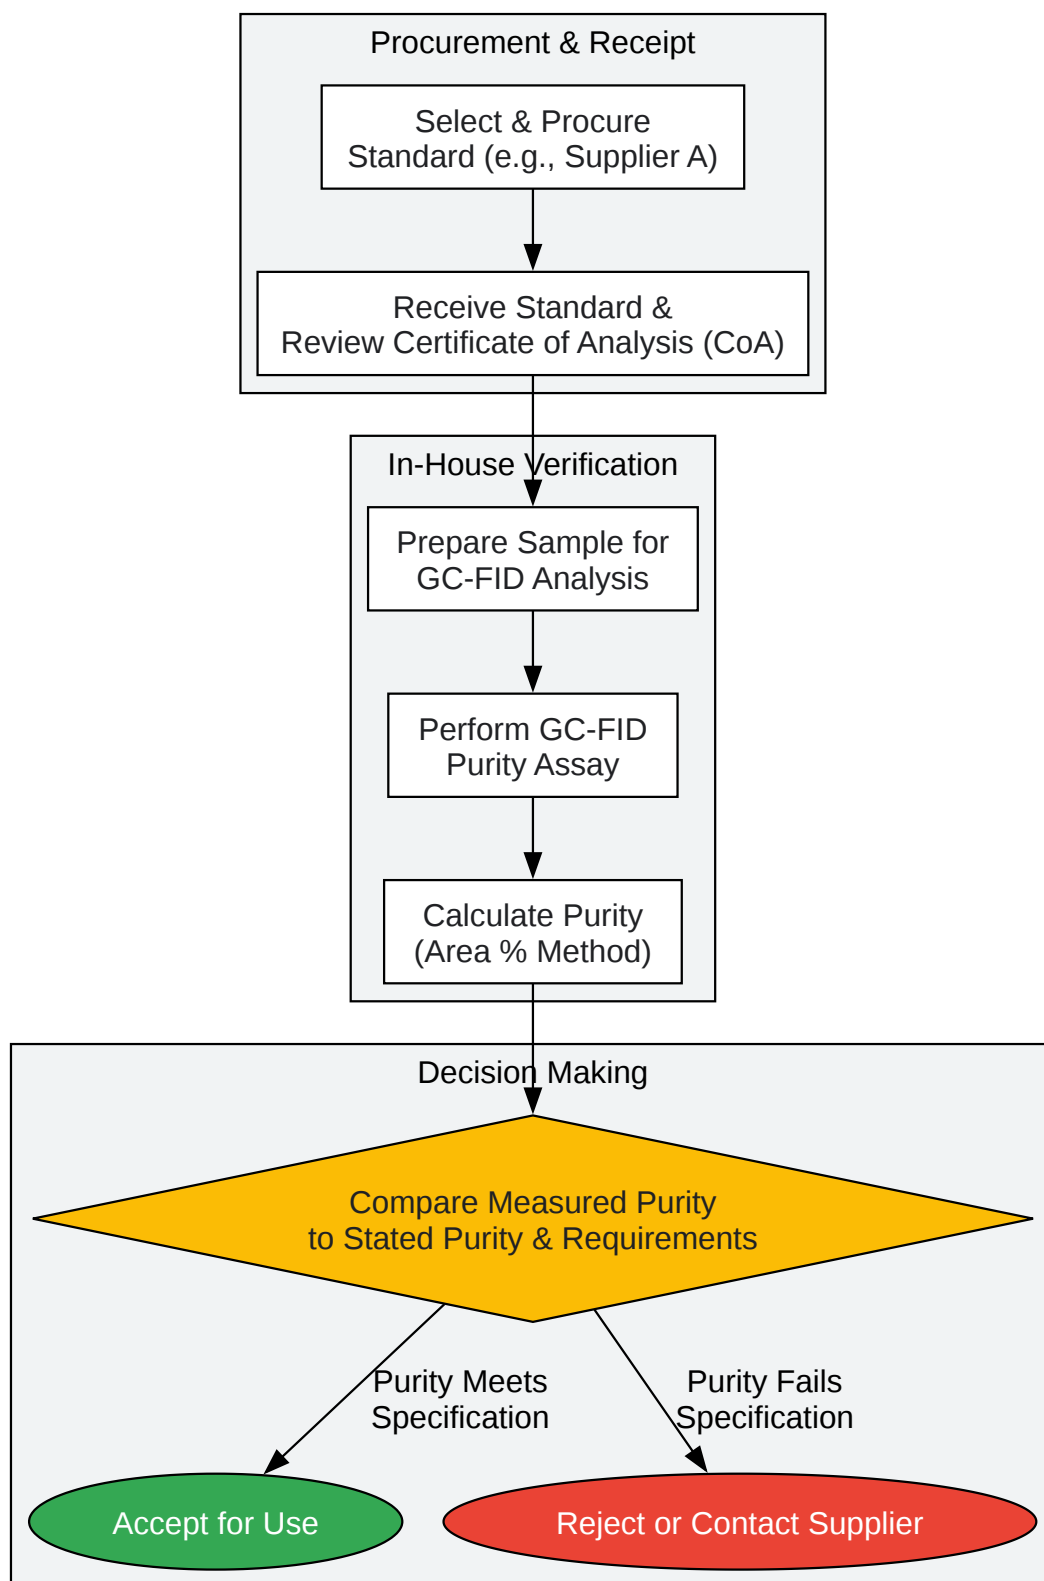 Procurement & Receipt
Select & Procure
Standard (e.g., Supplier A)
Receive Standard &
Review Certificate of Analysis (CoA)
In-House Verification
Prepare Sample for
GC-FID Analysis
Perform GC-FID
Purity Assay
Calculate Purity
(Area % Method)
Decision Making
Compare Measured Purity
to Stated Purity & Requirements
Purity Meets
Specification
Purity Fails
Specification
Accept for Use
Reject or Contact Supplier